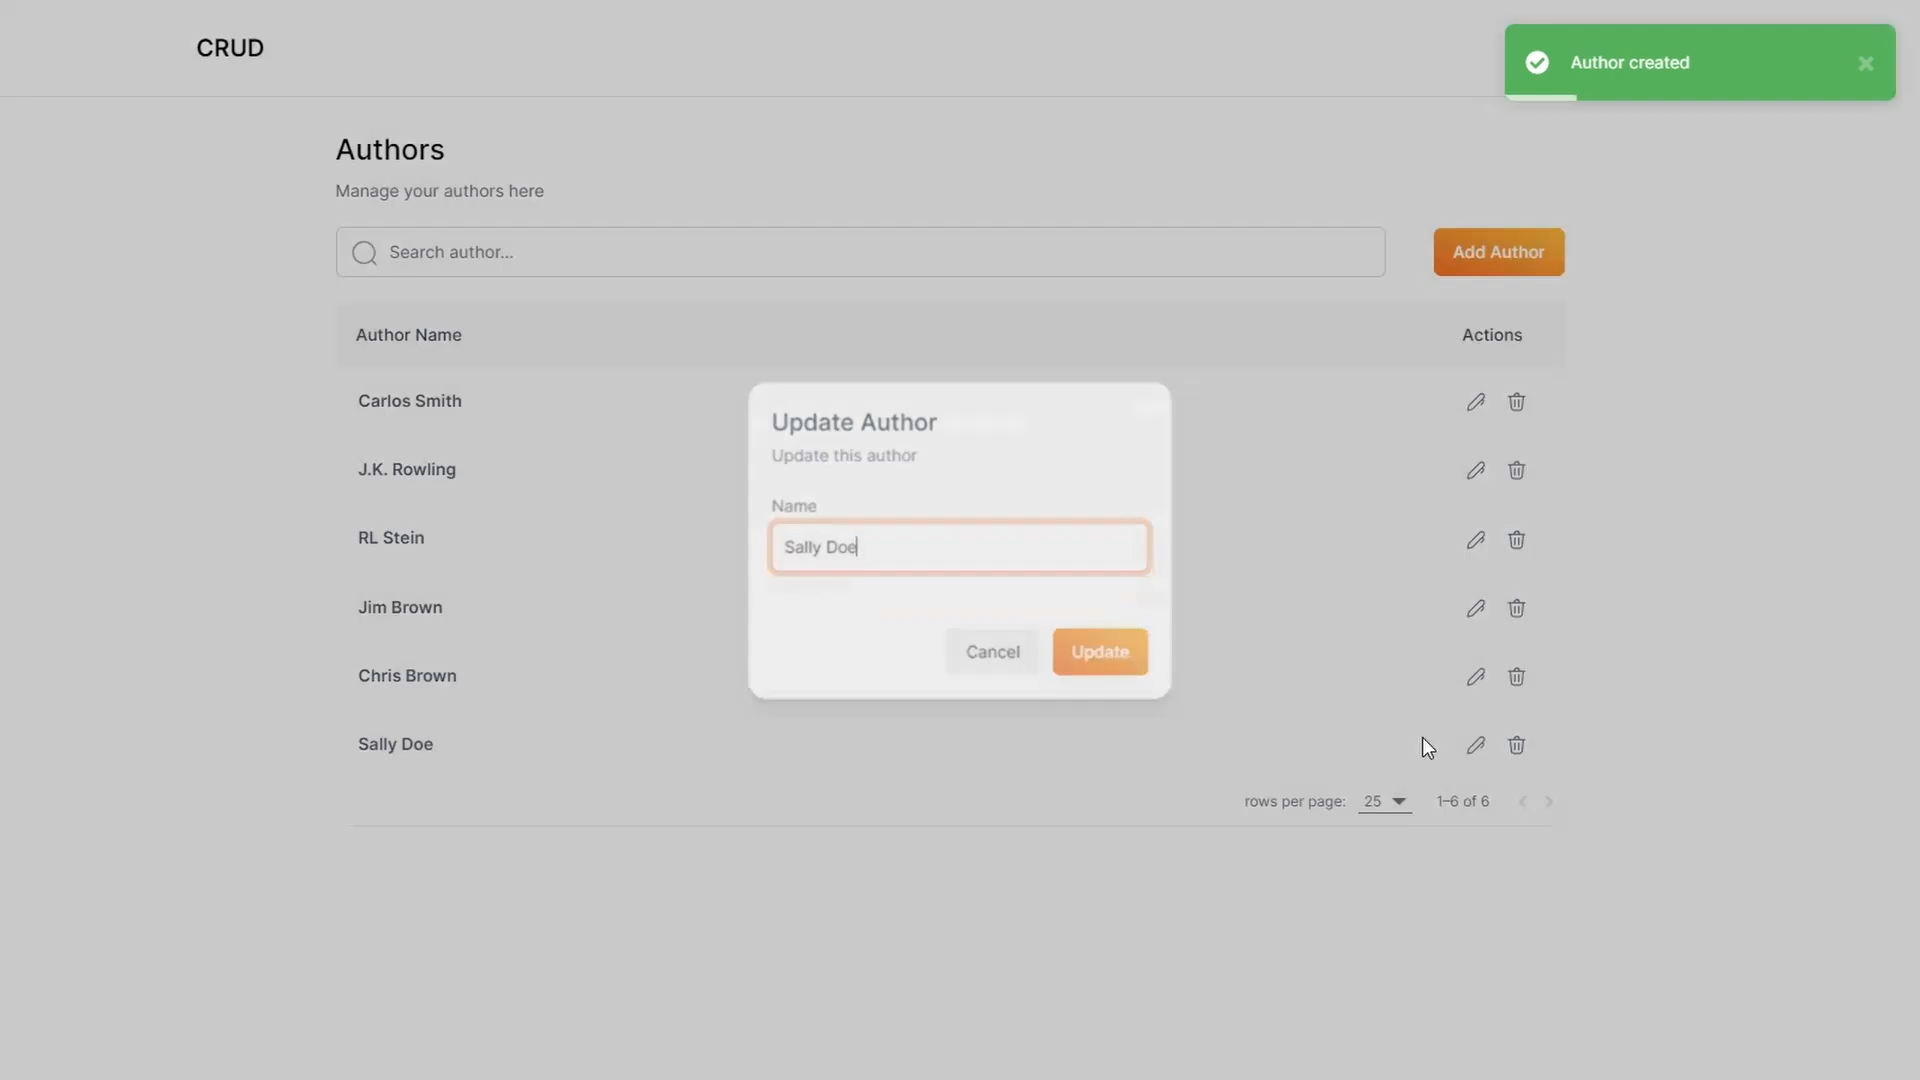 CRUD
Author created
Authors
Manage your authors here
Search author...
Add Author
Author Name
Actions
Carlos Smith
J.K. Rowling
RL Stein
Jim Brown
Chris Brown
Sally Doe
Update Author
Update this author
Name
Sally Doe
Cancel
Update
rows per page: 25 1–6 of 6